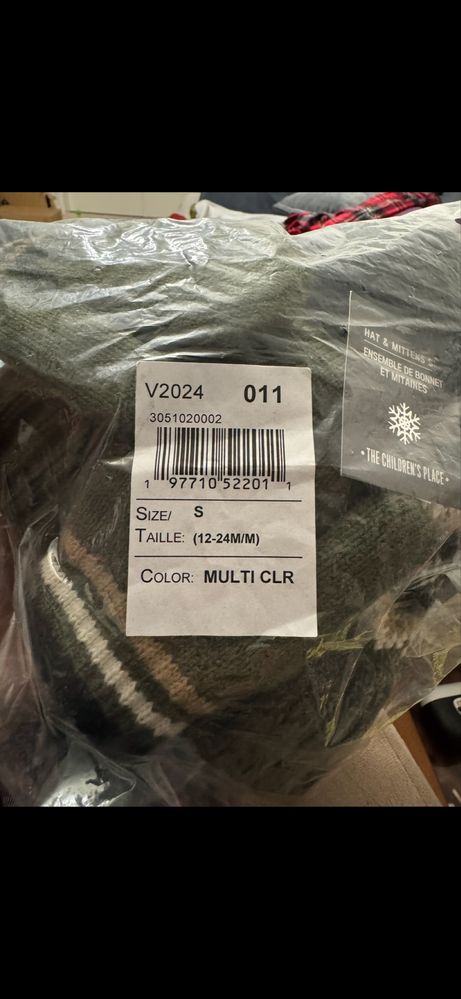 V2024 011
3051020002
1 97710 52201 1
SIZE/ S
TAILLE: (12-24M/M)
COLOR: MULTI CLR
HAT & MITTENS
ENSEMBLE DE BONNET
ET MITAINES
• THE CHILDREN'S PLACE •